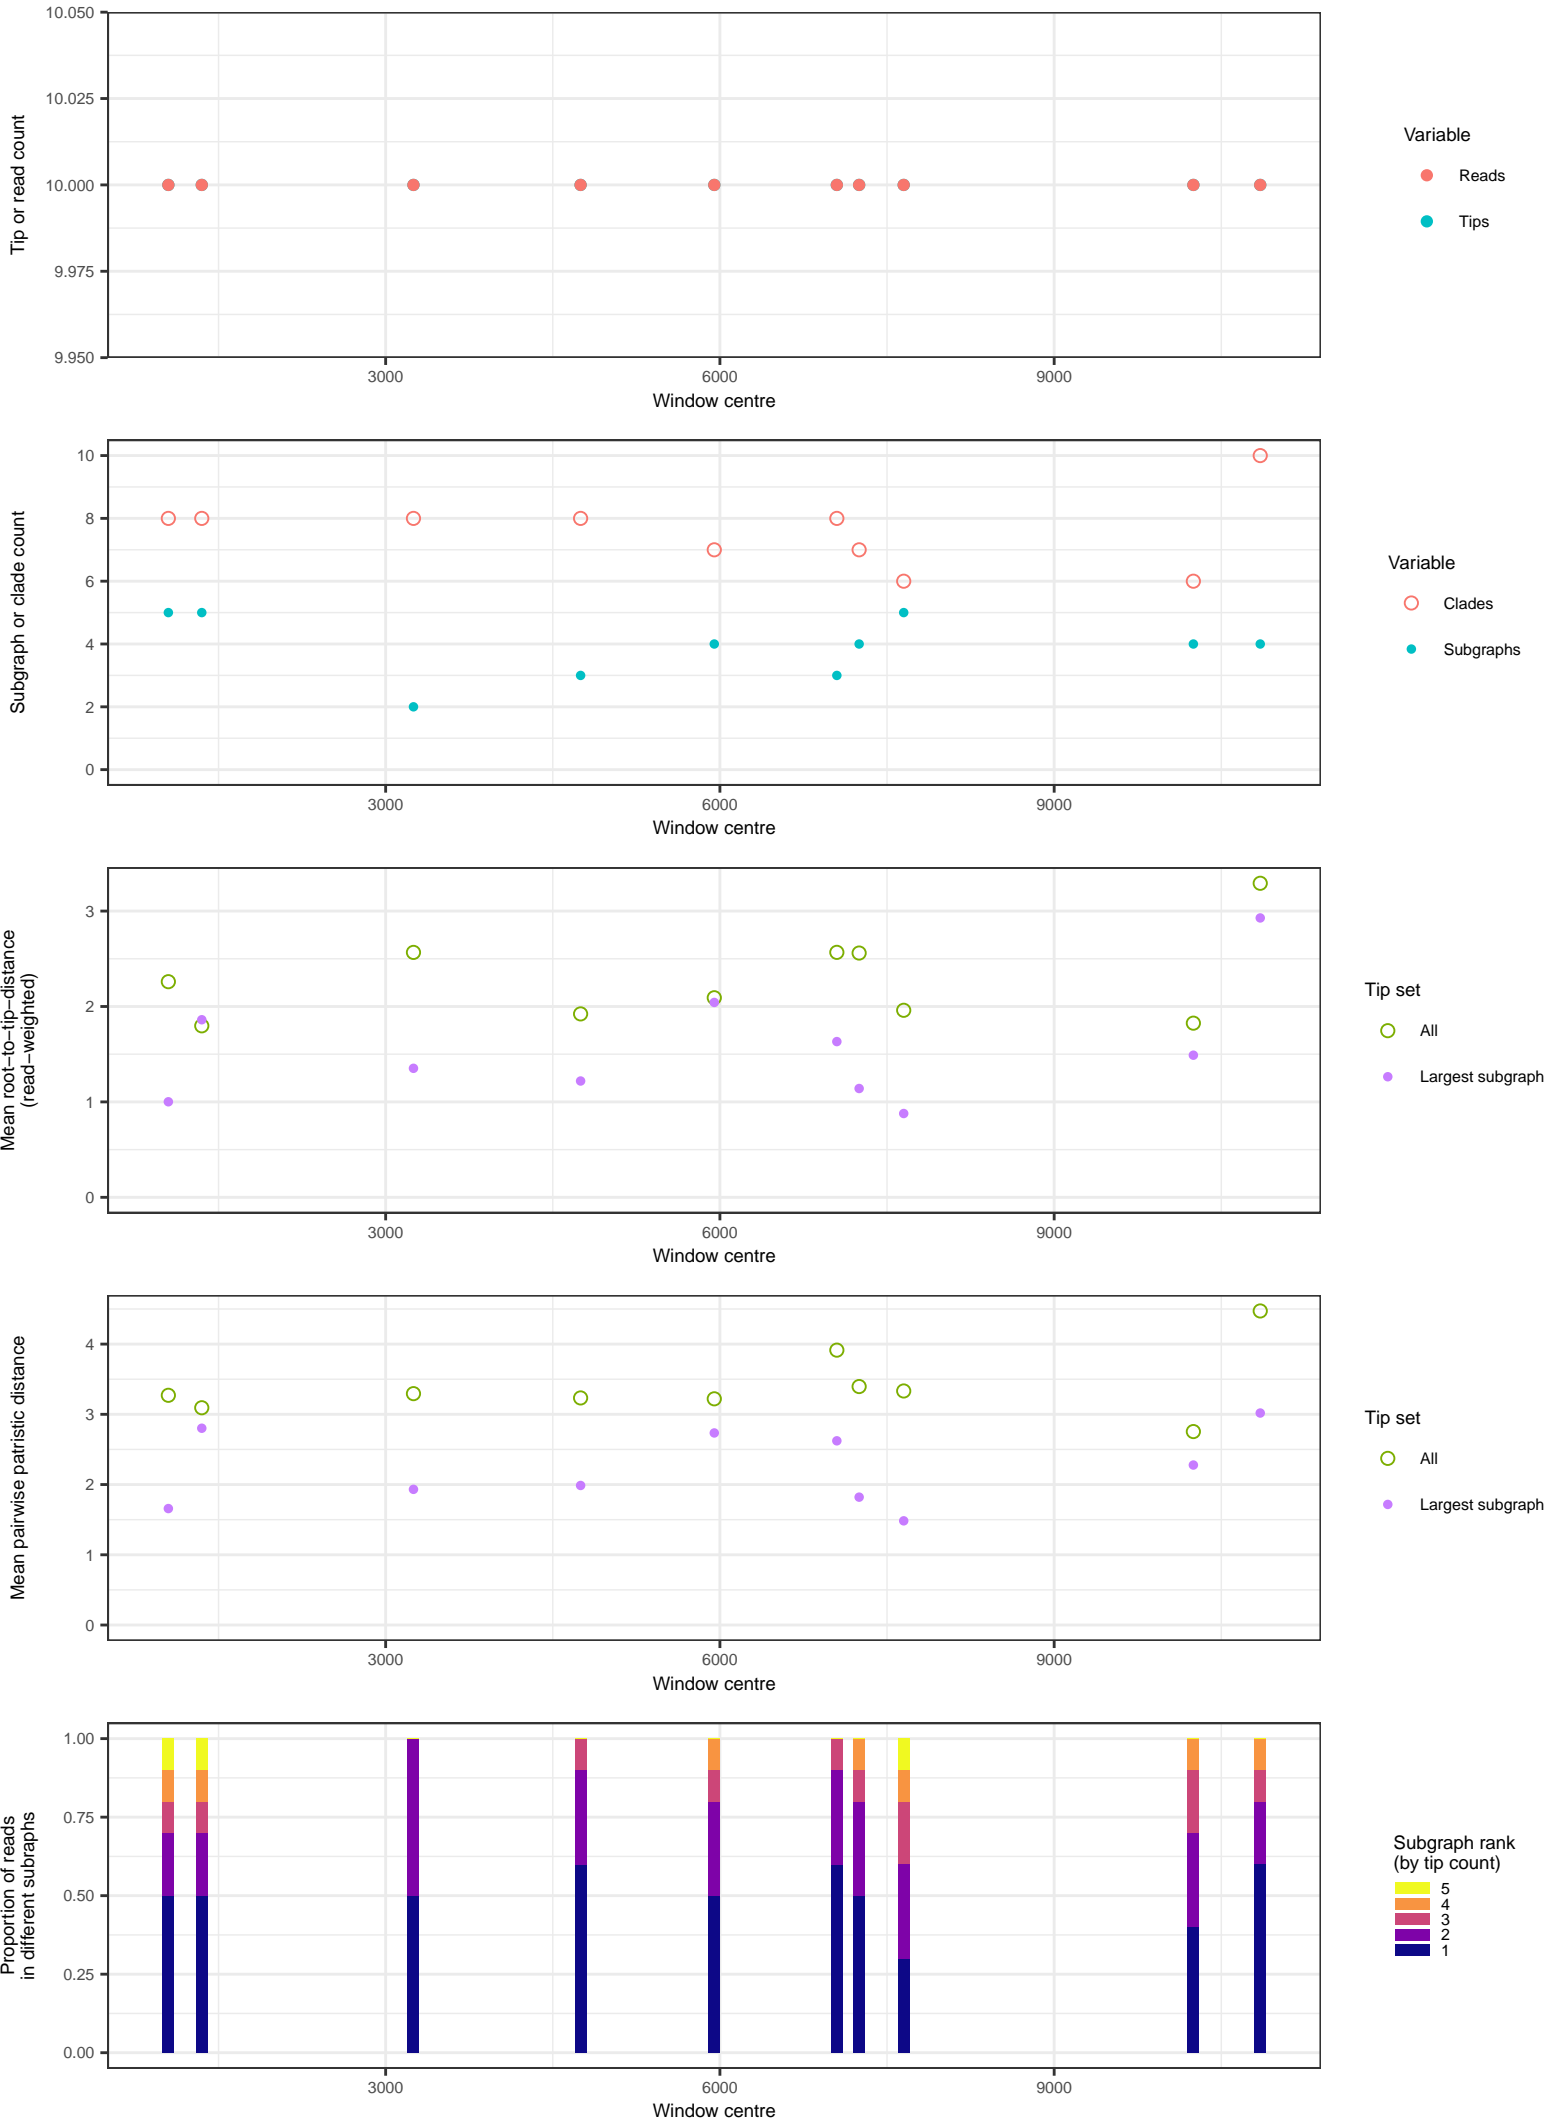 10.050
10.025
10.000
9.975
9.950
Tip or read count
3000
6000
9000
Window centre
Variable
Reads
Tips
10
8
6
4
2
0
Subgraph or clade count
3000
6000
9000
Window centre
Variable
Clades
Subgraphs
3
2
1
0
Mean root−to−tip−distance
(read−weighted)
3000
6000
9000
Window centre
Tip set
All
Largest subgraph
4
3
2
1
0
Mean pairwise patristic distance
3000
6000
9000
Window centre
Tip set
All
Largest subgraph
1.00
0.75
0.50
0.25
0.00
Proportion of reads
in different subraphs
3000
6000
9000
Window centre
Subgraph rank
(by tip count)
5
4
3
2
1